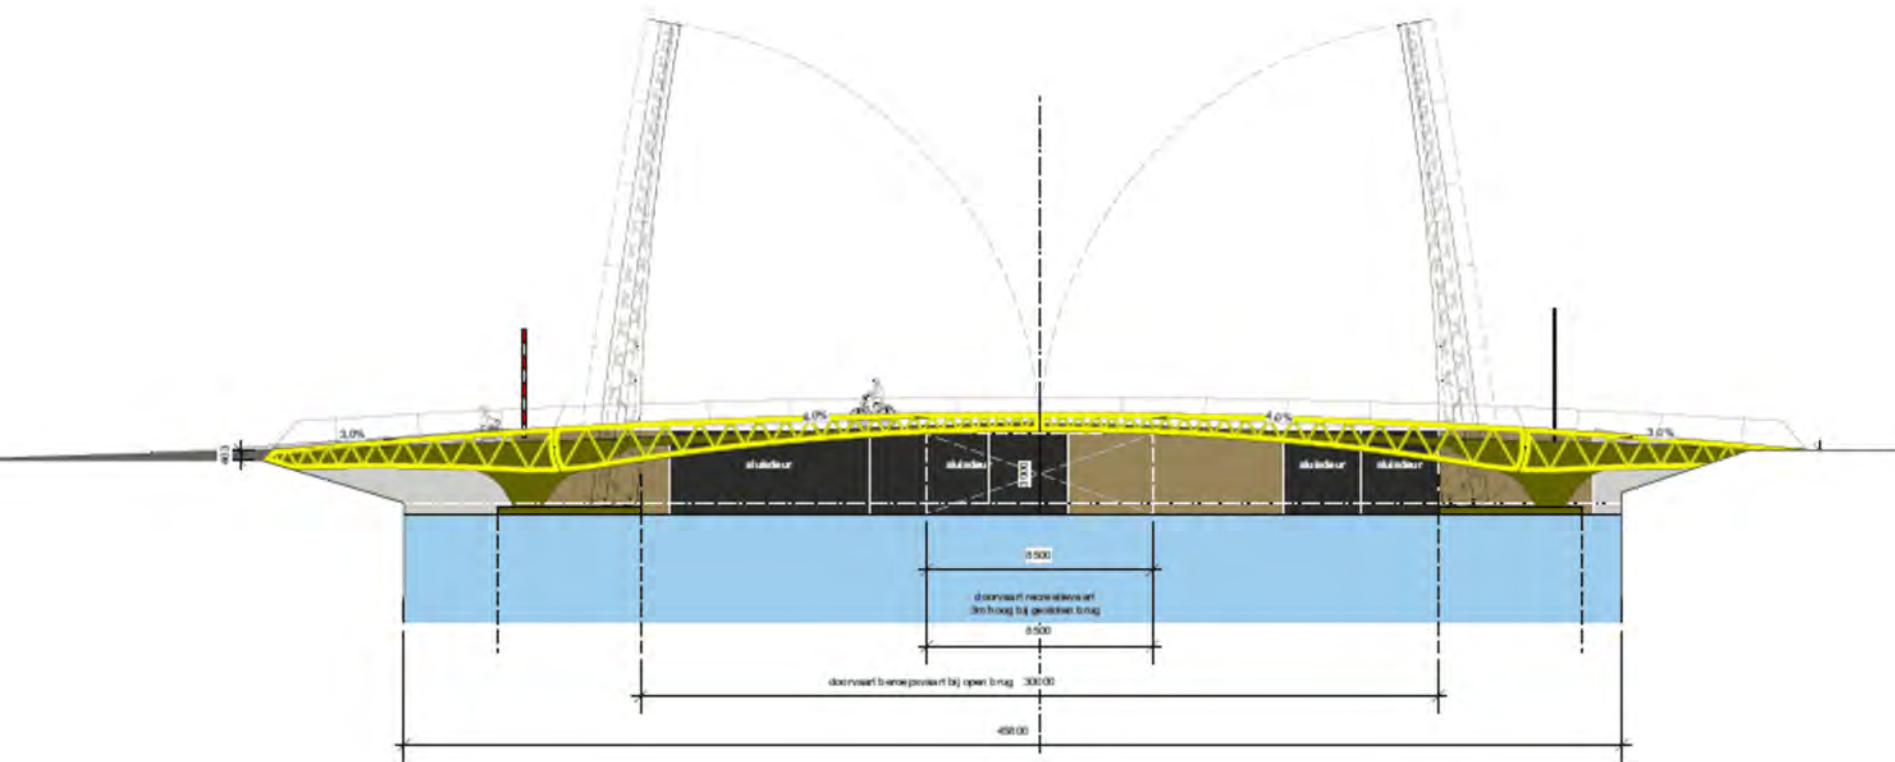 3.0%
4.0%
4.0%
3.0%
sluisdeur
sluisdeur
sluisdeur
sluisdeur
8500
doorvaart recreatievaart
3m hoog bij gesloten brug
8500
doorvaart beroepsvaart bij open brug 30000
45800